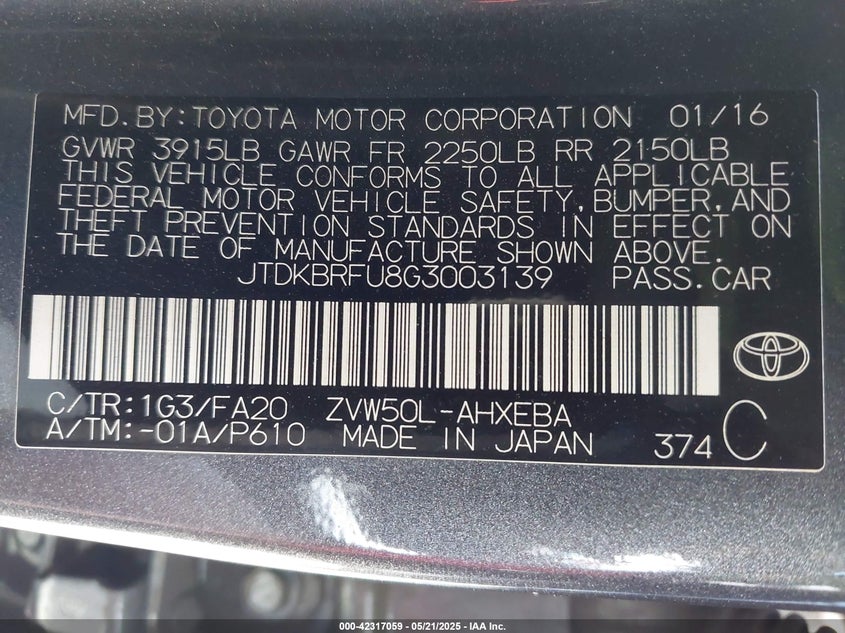 MFD.BY:TOYOTA MOTOR CORPORATION 01/16
GVWR 3915LB GAWR FR 2250LB RR 2150LB
THIS VEHICLE CONFORMS TO ALL APPLICABLE
FEDERAL MOTOR VEHICLE SAFETY,BUMPER,AND
THEFT PREVENTION STANDARDS IN EFFECT ON
THE DATE OF MANUFACTURE SHOWN ABOVE.
JTDKBRFU8G3003139 PASS.CAR
C/TR:1G3/FA20 ZVW50L-AHXEBA
A/TM:-01A/P610 MADE IN JAPAN 374 C
000-42317059 - 05/21/2025 - IAA Inc.